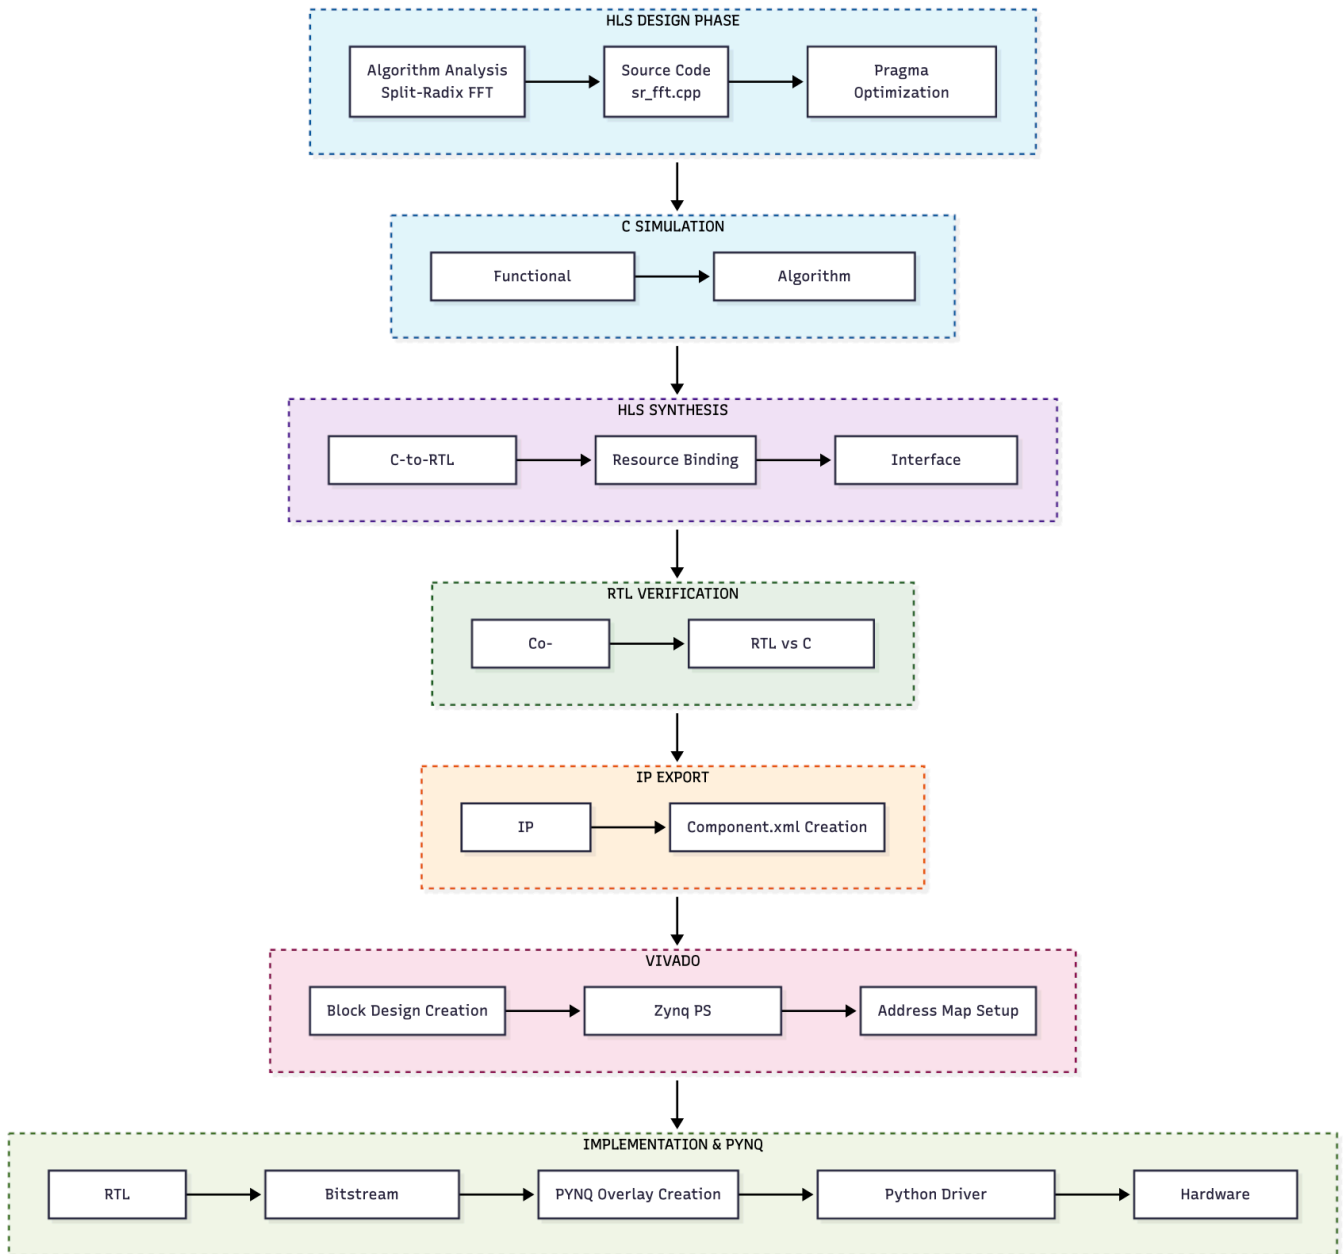 HLS DESIGN PHASE
Algorithm Analysis
Split-Radix FFT
Source Code
sr_fft.cpp
Pragma
Optimization
C SIMULATION
Functional
Algorithm
HLS SYNTHESIS
C-to-RTL
Resource Binding
Interface
RTL VERIFICATION
Co-
RTL vs C
IP EXPORT
IP
Component.xml Creation
VIVADO
Block Design Creation
Zynq PS
Address Map Setup
IMPLEMENTATION & PYNQ
RTL
Bitstream
PYNQ Overlay Creation
Python Driver
Hardware